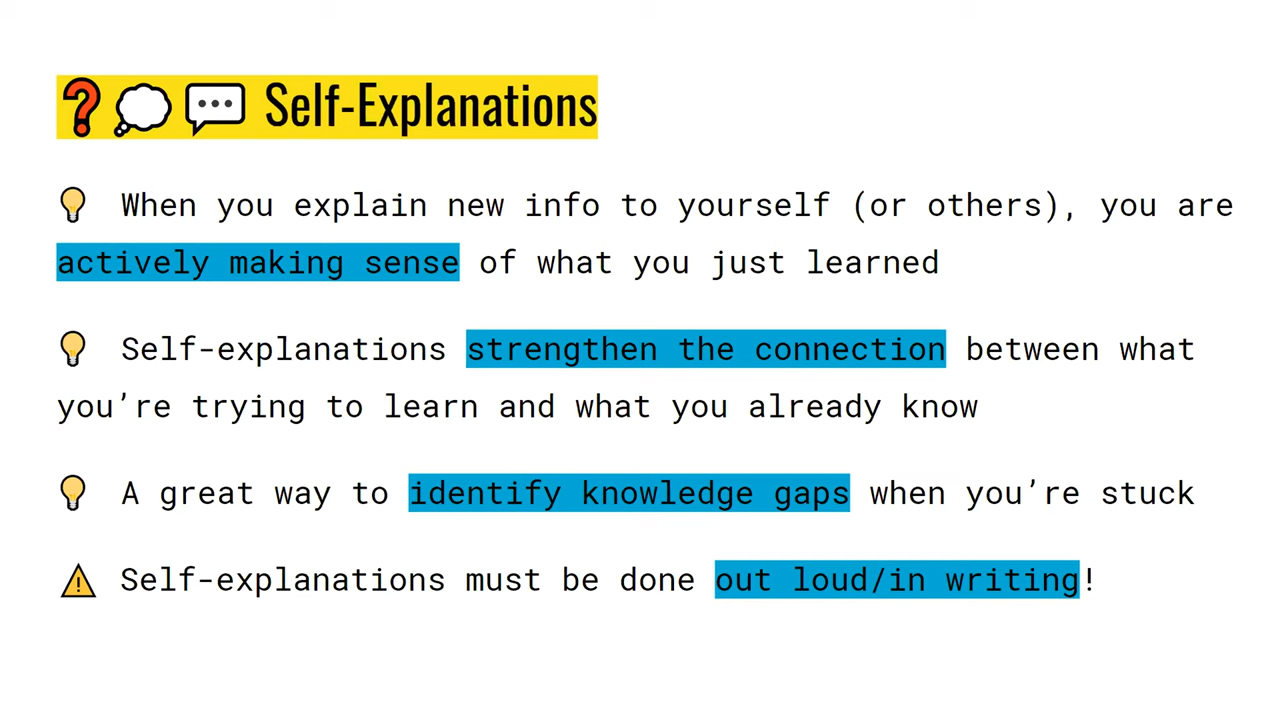 ❓💭💬 Self-Explanations
💡 When you explain new info to yourself (or others), you are
actively making sense of what you just learned
💡 Self-explanations strengthen the connection between what
you’re trying to learn and what you already know
💡 A great way to identify knowledge gaps when you’re stuck
⚠️ Self-explanations must be done out loud/in writing!